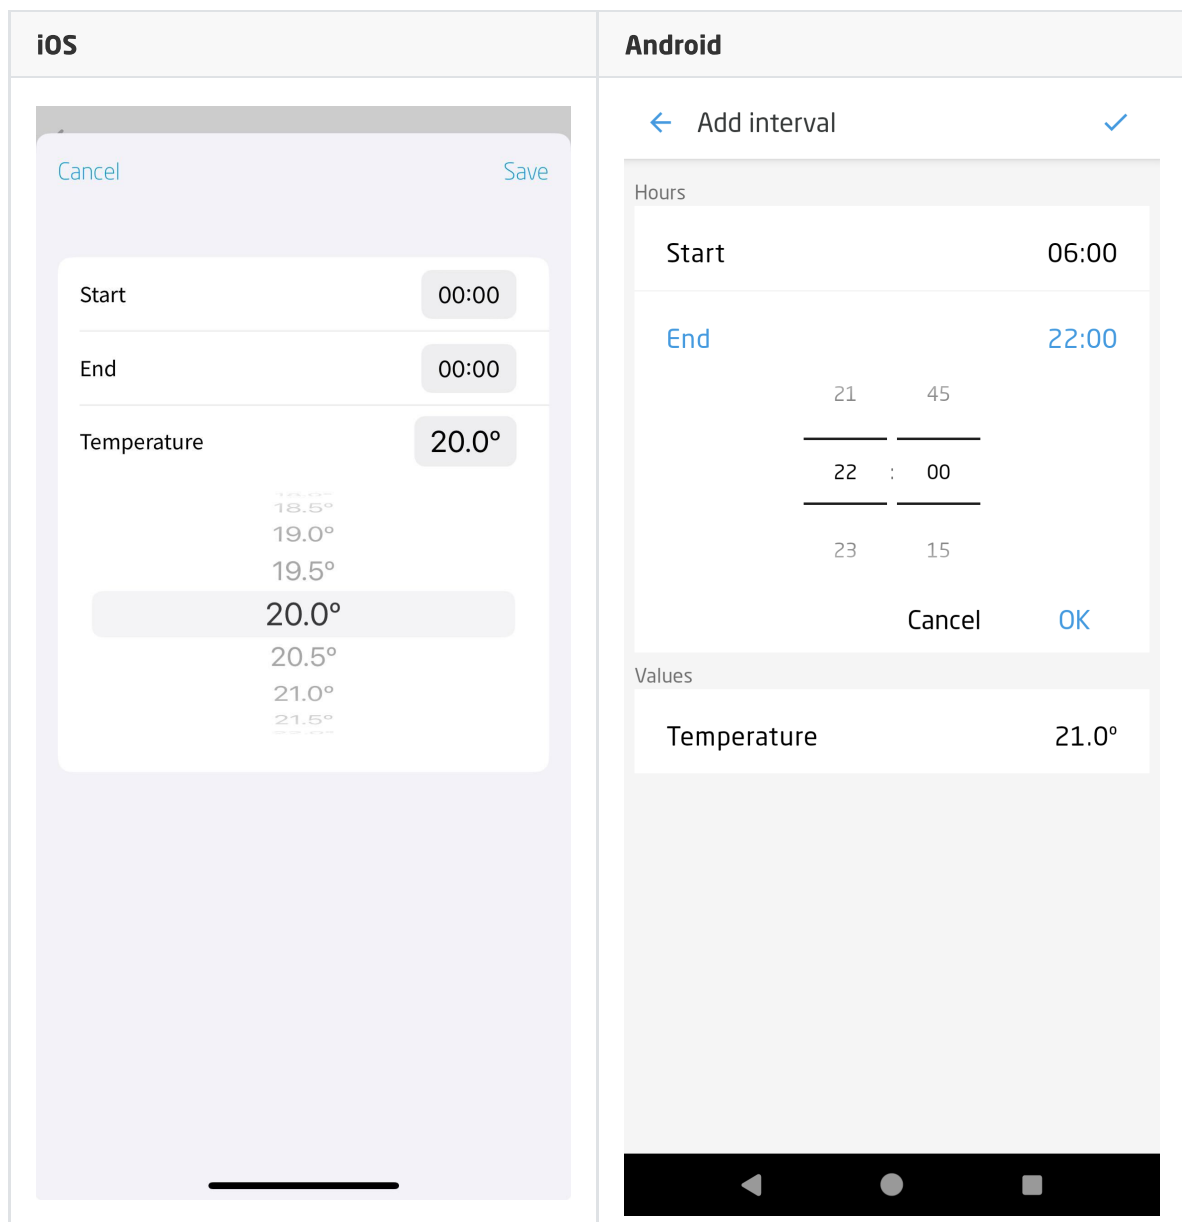 iOS
Android
Cancel
Save
Start
00:00
End
00:00
Temperature
20.0°
18.5°
19.0°
19.5°
20.0°
20.5°
21.0°
21.5°
Add interval
Hours
Start
06:00
End
22:00
21 45
22 : 00
23 15
Cancel OK
Values
Temperature
21.0°